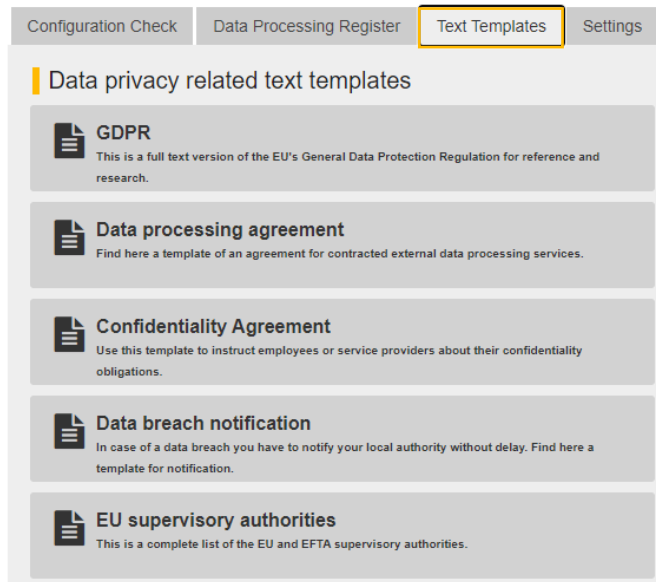 Configuration Check Data Processing Register Text Templates Settings
Data privacy related text templates
GDPR
This is a full text version of the EU's General Data Protection Regulation for reference and
research.
Data processing agreement
Find here a template of an agreement for contracted external data processing services.
Confidentiality Agreement
Use this template to instruct employees or service providers about their confidentiality
obligations.
Data breach notification
In case of a data breach you have to notify your local authority without delay. Find here a
template for notification.
EU supervisory authorities
This is a complete list of the EU and EFTA supervisory authorities.